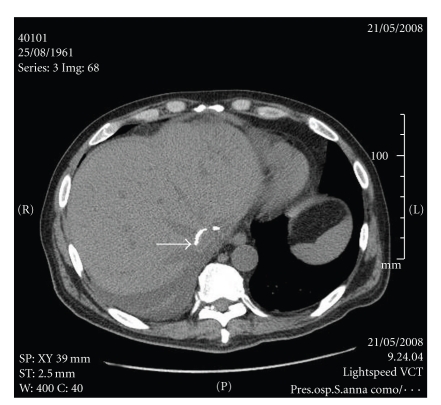 40101
25/08/1961
Series: 3 Img: 68
21/05/2008
(R)
100
(L)
mm
SP: XY 39 mm
ST: 2.5 mm
W: 400 C: 40
(P)
21/05/2008
9.24.04
Lightspeed VCT
Pres.osp.S.anna como/···